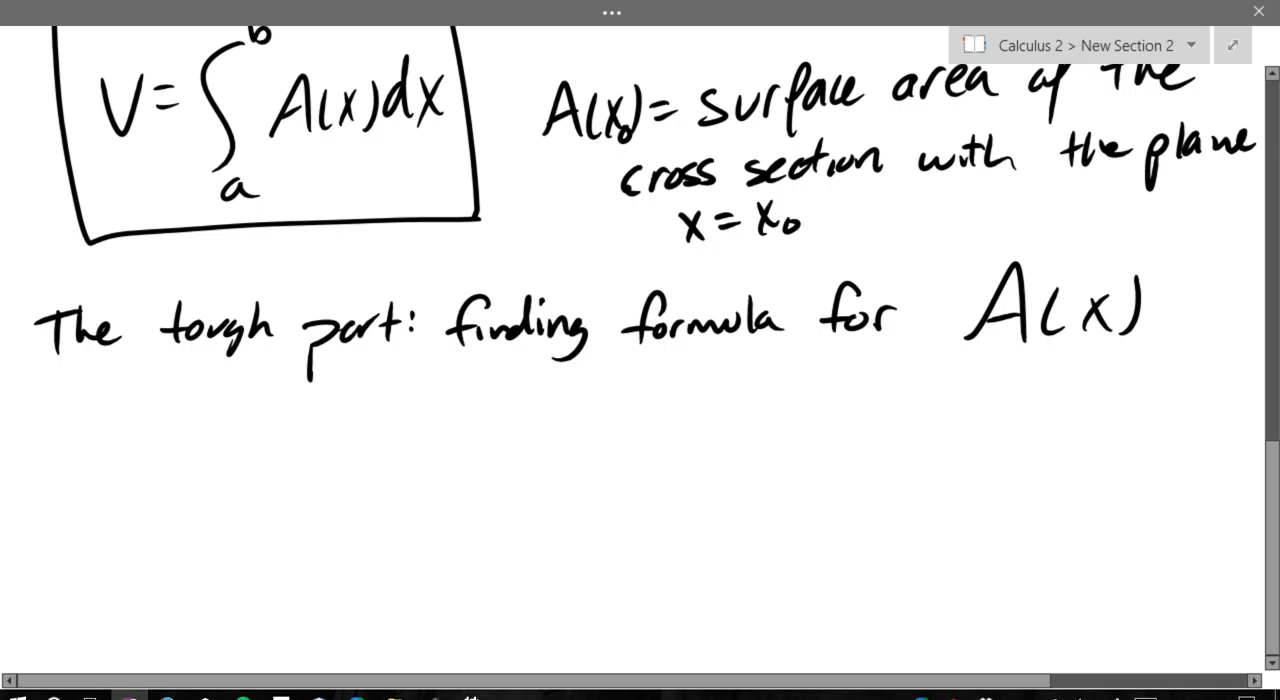 Calculus 2 > New Section 2
V = ∫ₐᵇ A(x) dx
A(x₀) = surface area of the
cross section with the plane
x = x₀
The tough part: finding formula for A(x)